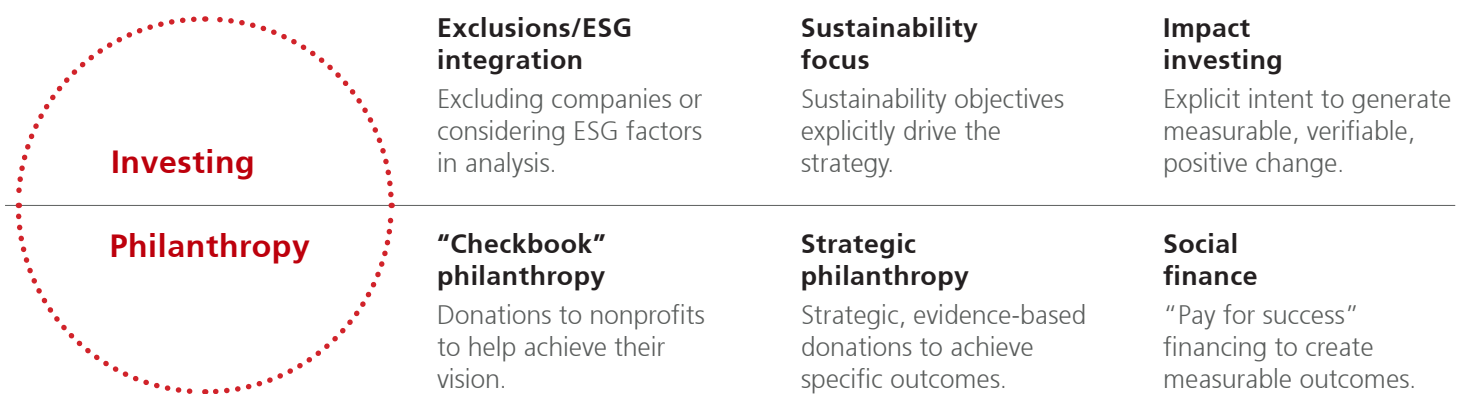 Investing
Exclusions/ESG
integration
Excluding companies or
considering ESG factors
in analysis.
Sustainability
focus
Sustainability objectives
explicitly drive the
strategy.
Impact
investing
Explicit intent to generate
measurable, verifiable,
positive change.
Philanthropy
“Checkbook”
philanthropy
Donations to nonprofits
to help achieve their
vision.
Strategic
philanthropy
Strategic, evidence-based
donations to achieve
specific outcomes.
Social
finance
“Pay for success”
financing to create
measurable outcomes.